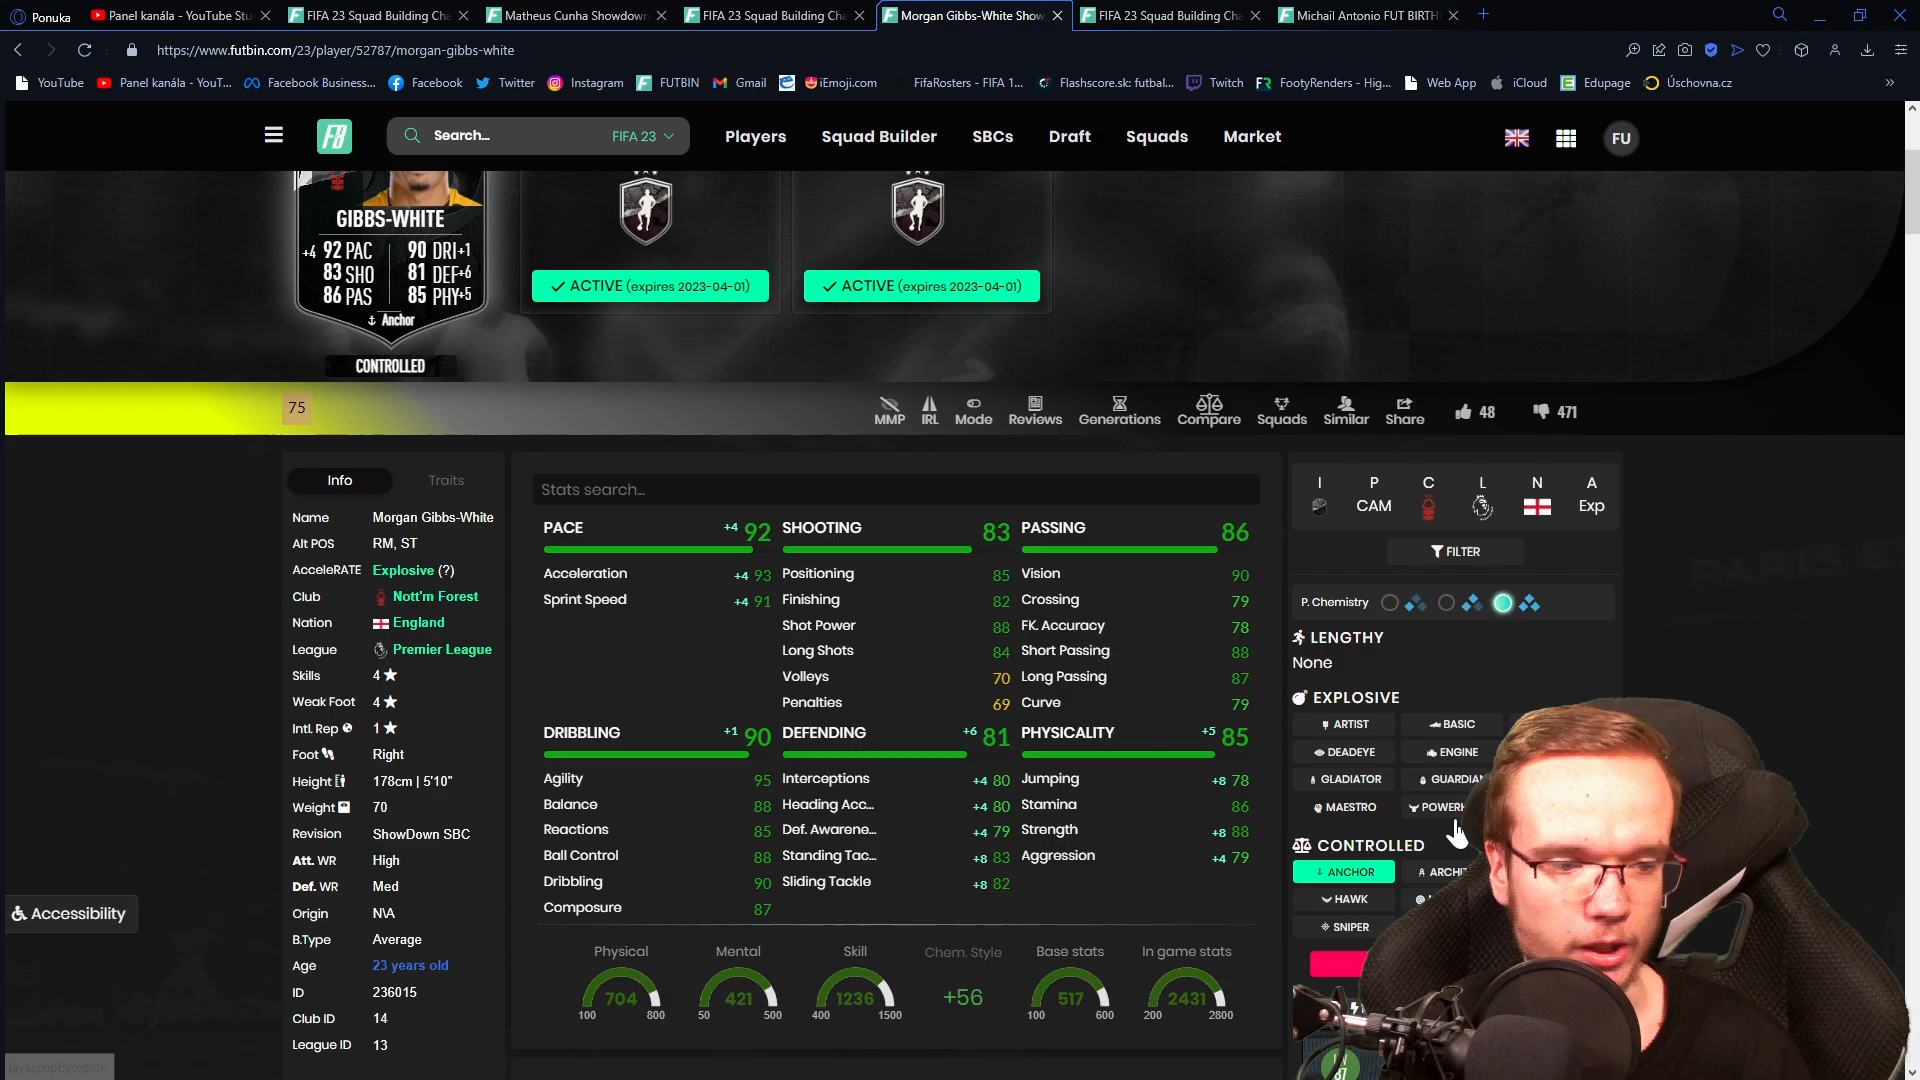 Ponuka
Panel kanála - YouTube Stu
FIFA 23 Squad Building Cha
Matheus Cunha Showdown
FIFA 23 Squad Building Cha
Morgan Gibbs-White Show
FIFA 23 Squad Building Cha
Michail Antonio FUT BIRTH
https://www.futbin.com/23/player/52787/morgan-gibbs-white
YouTube
Panel kanála - YouT...
Facebook Business...
Facebook
Twitter
Instagram
FUTBIN
Gmail
iEmoji.com
FifaRosters - FIFA 1...
Flashscore.sk: futbal...
Twitch
FootyRenders - Hig...
Web App
iCloud
Edupage
Úschovna.cz
Search...
FIFA 23
Players
Squad Builder
SBCs
Draft
Squads
Market
FU
GIBBS-WHITE
+4 92 PAC 90 DRI+1
83 SHO 81 DEF+6
86 PAS 85 PHY+5
Anchor
CONTROLLED
ACTIVE (expires 2023-04-01)
ACTIVE (expires 2023-04-01)
75
MMP
IRL
Mode
Reviews
Generations
Compare
Squads
Similar
Share
48
471
Info
Traits
Name Morgan Gibbs-White
Alt POS RM, ST
AcceleRATE Explosive (?)
Club Nott'm Forest
Nation England
League Premier League
Skills 4
Weak Foot 4
Intl. Rep 1
Foot Right
Height 178cm | 5'10"
Weight 70
Revision ShowDown SBC
Att. WR High
Def. WR Med
Origin N\A
B.Type Average
Age 23 years old
ID 236015
Club ID 14
League ID 13
Accessibility
javascript:void(0);
Stats search...
PACE +4 92
Acceleration +4 93
Sprint Speed +4 91
SHOOTING 83
Positioning 85
Finishing 82
Shot Power 88
Long Shots 84
Volleys 70
Penalties 69
PASSING 86
Vision 90
Crossing 79
FK. Accuracy 78
Short Passing 88
Long Passing 87
Curve 79
DRIBBLING +1 90
Agility 95
Balance 88
Reactions 85
Ball Control 88
Dribbling 90
Composure 87
DEFENDING +6 81
Interceptions +4 80
Heading Acc... +4 80
Def. Awarene... +4 79
Standing Tac... +8 83
Sliding Tackle +8 82
PHYSICALITY +5 85
Jumping +8 78
Stamina 86
Strength +8 88
Aggression +4 79
Physical
704
100 800
Mental
421
50 500
Skill
1236
400 1500
Chem. Style
+56
Base stats
517
100 600
In game stats
2431
200 2800
I P C L N A
CAM Exp
FILTER
P. Chemistry
LENGTHY
None
EXPLOSIVE
ARTIST
BASIC
DEADEYE
ENGINE
GLADIATOR
GUARDIAN
MAESTRO
POWERH
CONTROLLED
ANCHOR
ARCHIT
HAWK
SNIPER
87